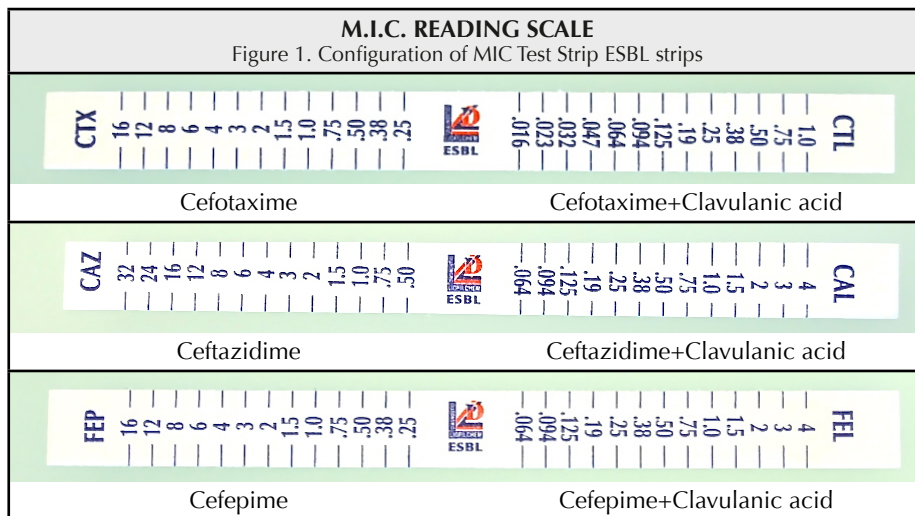 M.I.C. READING SCALE
Figure 1. Configuration of MIC Test Strip ESBL strips
CTX 16 12 8 6 4 3 2 1.5 1.0 .75 .50 .38 .25 ESBL .016 .023 .032 .047 .064 .094 .125 .19 .25 .38 .50 .75 1.0 CTL
Cefotaxime Cefotaxime+Clavulanic acid
CAZ 32 24 16 12 8 6 4 3 2 1.5 1.0 .75 .50 ESBL .064 .094 .125 .19 .25 .38 .50 .75 1.0 1.5 2 3 4 CAL
Ceftazidime Ceftazidime+Clavulanic acid
FEP 16 12 8 6 4 3 2 1.5 1.0 .75 .50 .38 .25 ESBL .064 .094 .125 .19 .25 .38 .50 .75 1.0 1.5 2 3 4 FEL
Cefepime Cefepime+Clavulanic acid